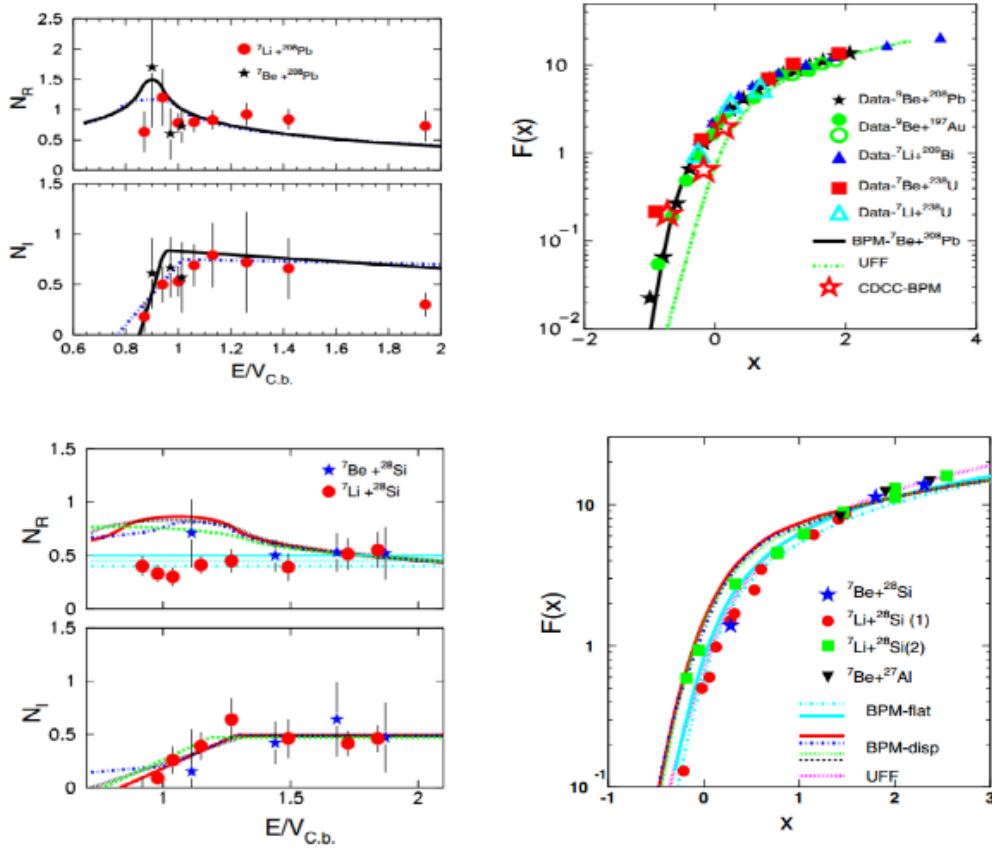 2.5
2
1.5
1
0.5
0
N_R
⁷Li+²⁰⁸Pb
⁷Be+²⁰⁸Pb
1
0.5
0
N_I
0.6 0.8 1 1.2 1.4 1.6 1.8 2
E/V_C.b.
10
1
10⁻¹
10⁻²
F(x)
Data-⁹Be+²⁰⁸Pb
Data-⁹Be+¹⁹⁷Au
Data-⁷Li+²⁰⁹Bi
Data-⁷Be+²³⁸U
Data-⁷Li+²³⁸U
BPM-⁷Be+²⁰⁸Pb
UFF
CDCC-BPM
-2 0 2 4
x
1.5
1
0.5
0
N_R
⁷Be+²⁸Si
⁷Li+²⁸Si
1
0.5
0
N_I
1 1.5 2
E/V_C.b.
10
1
10⁻¹
F(x)
⁷Be+²⁸Si
⁷Li+²⁸Si (1)
⁷Li+²⁸Si(2)
⁷Be+²⁷Al
BPM-flat
BPM-disp
UFF
-1 0 1 2 3
x